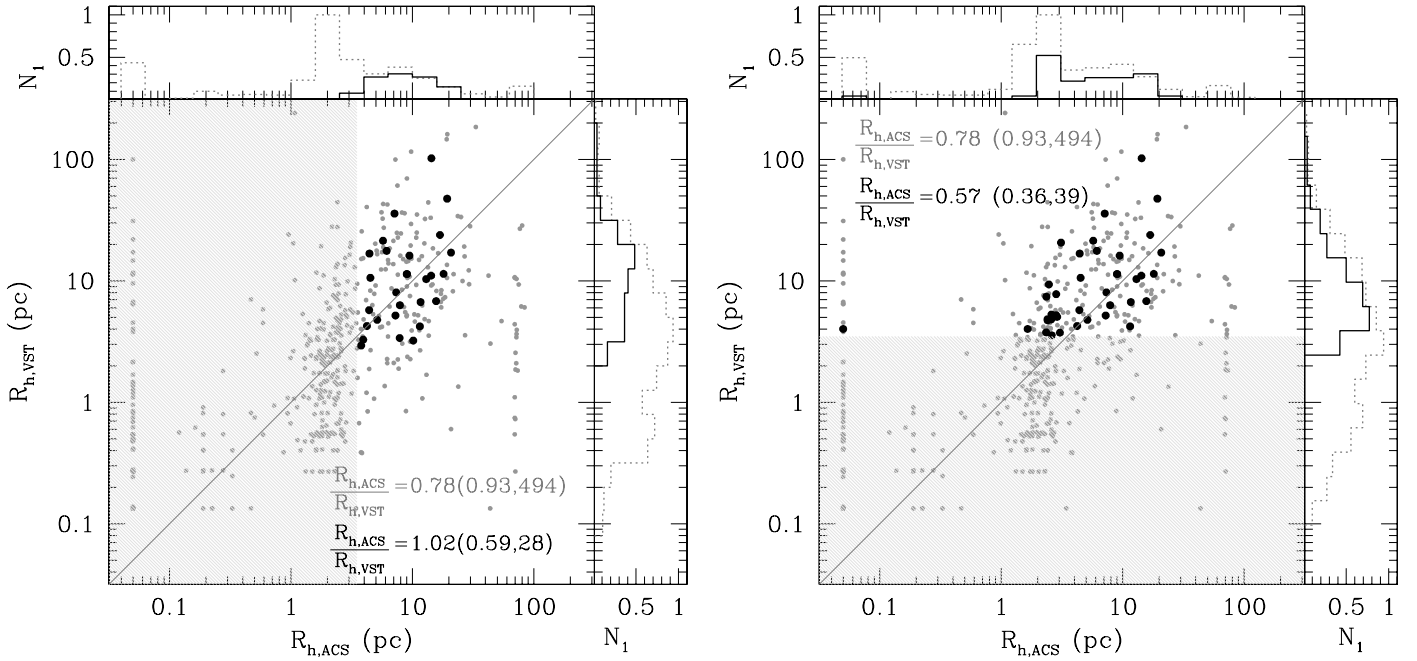 1
0.5
N1
100
10
1
0.1
Rh,VST (pc)
Rh,ACS
Rh,VST
=0.78(0.93,494)
Rh,ACS
Rh,VST
=1.02(0.59,28)
0.1 1 10 100
Rh,ACS (pc)
0.5 1
N1
1
0.5
N1
100
10
1
0.1
Rh,VST (pc)
Rh,ACS
Rh,VST
=0.78 (0.93,494)
Rh,ACS
Rh,VST
=0.57 (0.36,39)
0.1 1 10 100
Rh,ACS (pc)
0.5 1
N1